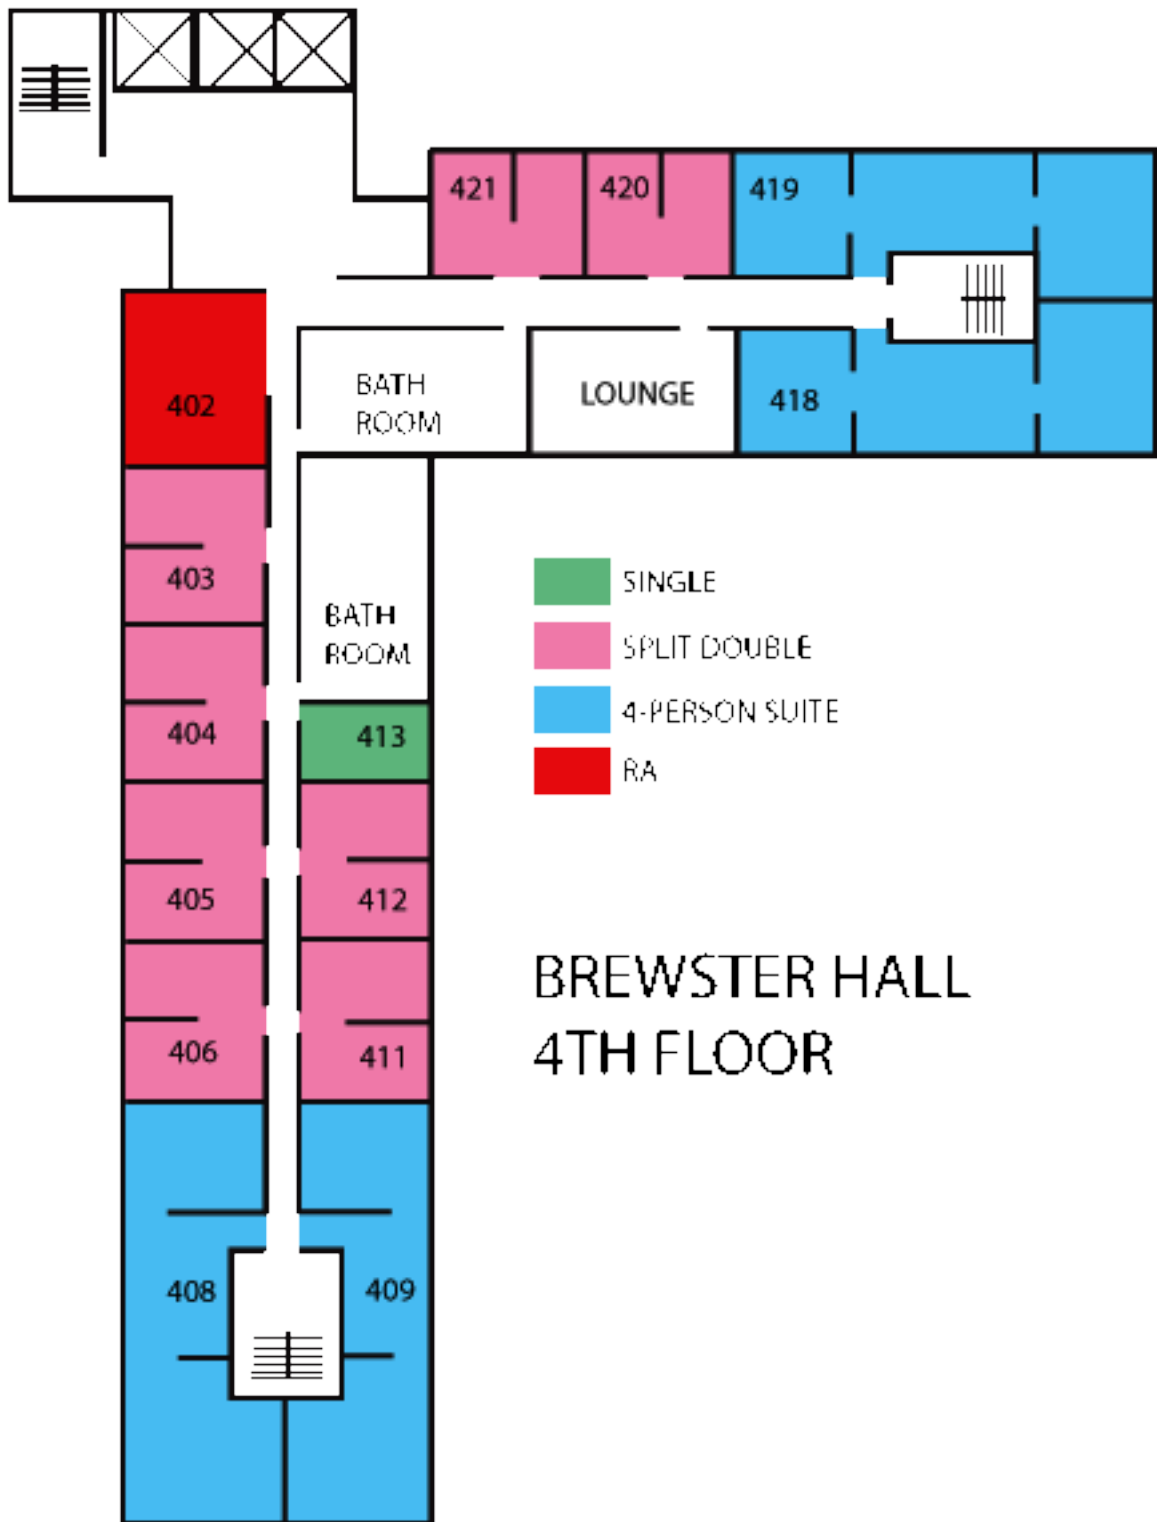 421
420
419
402
BATH
ROOM
LOUNGE
418
403
BATH
ROOM
404
413
405
412
406
411
408
409
SINGLE
SPLIT DOUBLE
4-PERSON SUITE
RA
BREWSTER HALL
4TH FLOOR